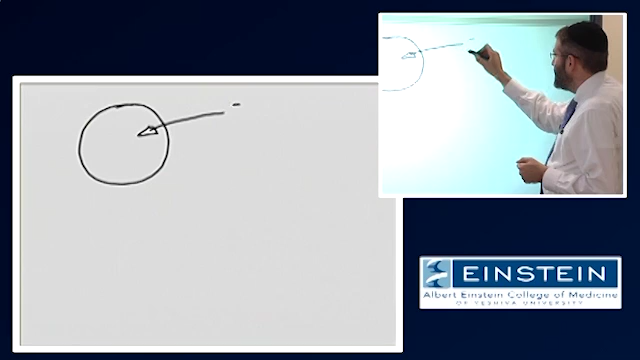 EINSTEIN
Albert Einstein College of Medicine
OF YESHIVA UNIVERSITY